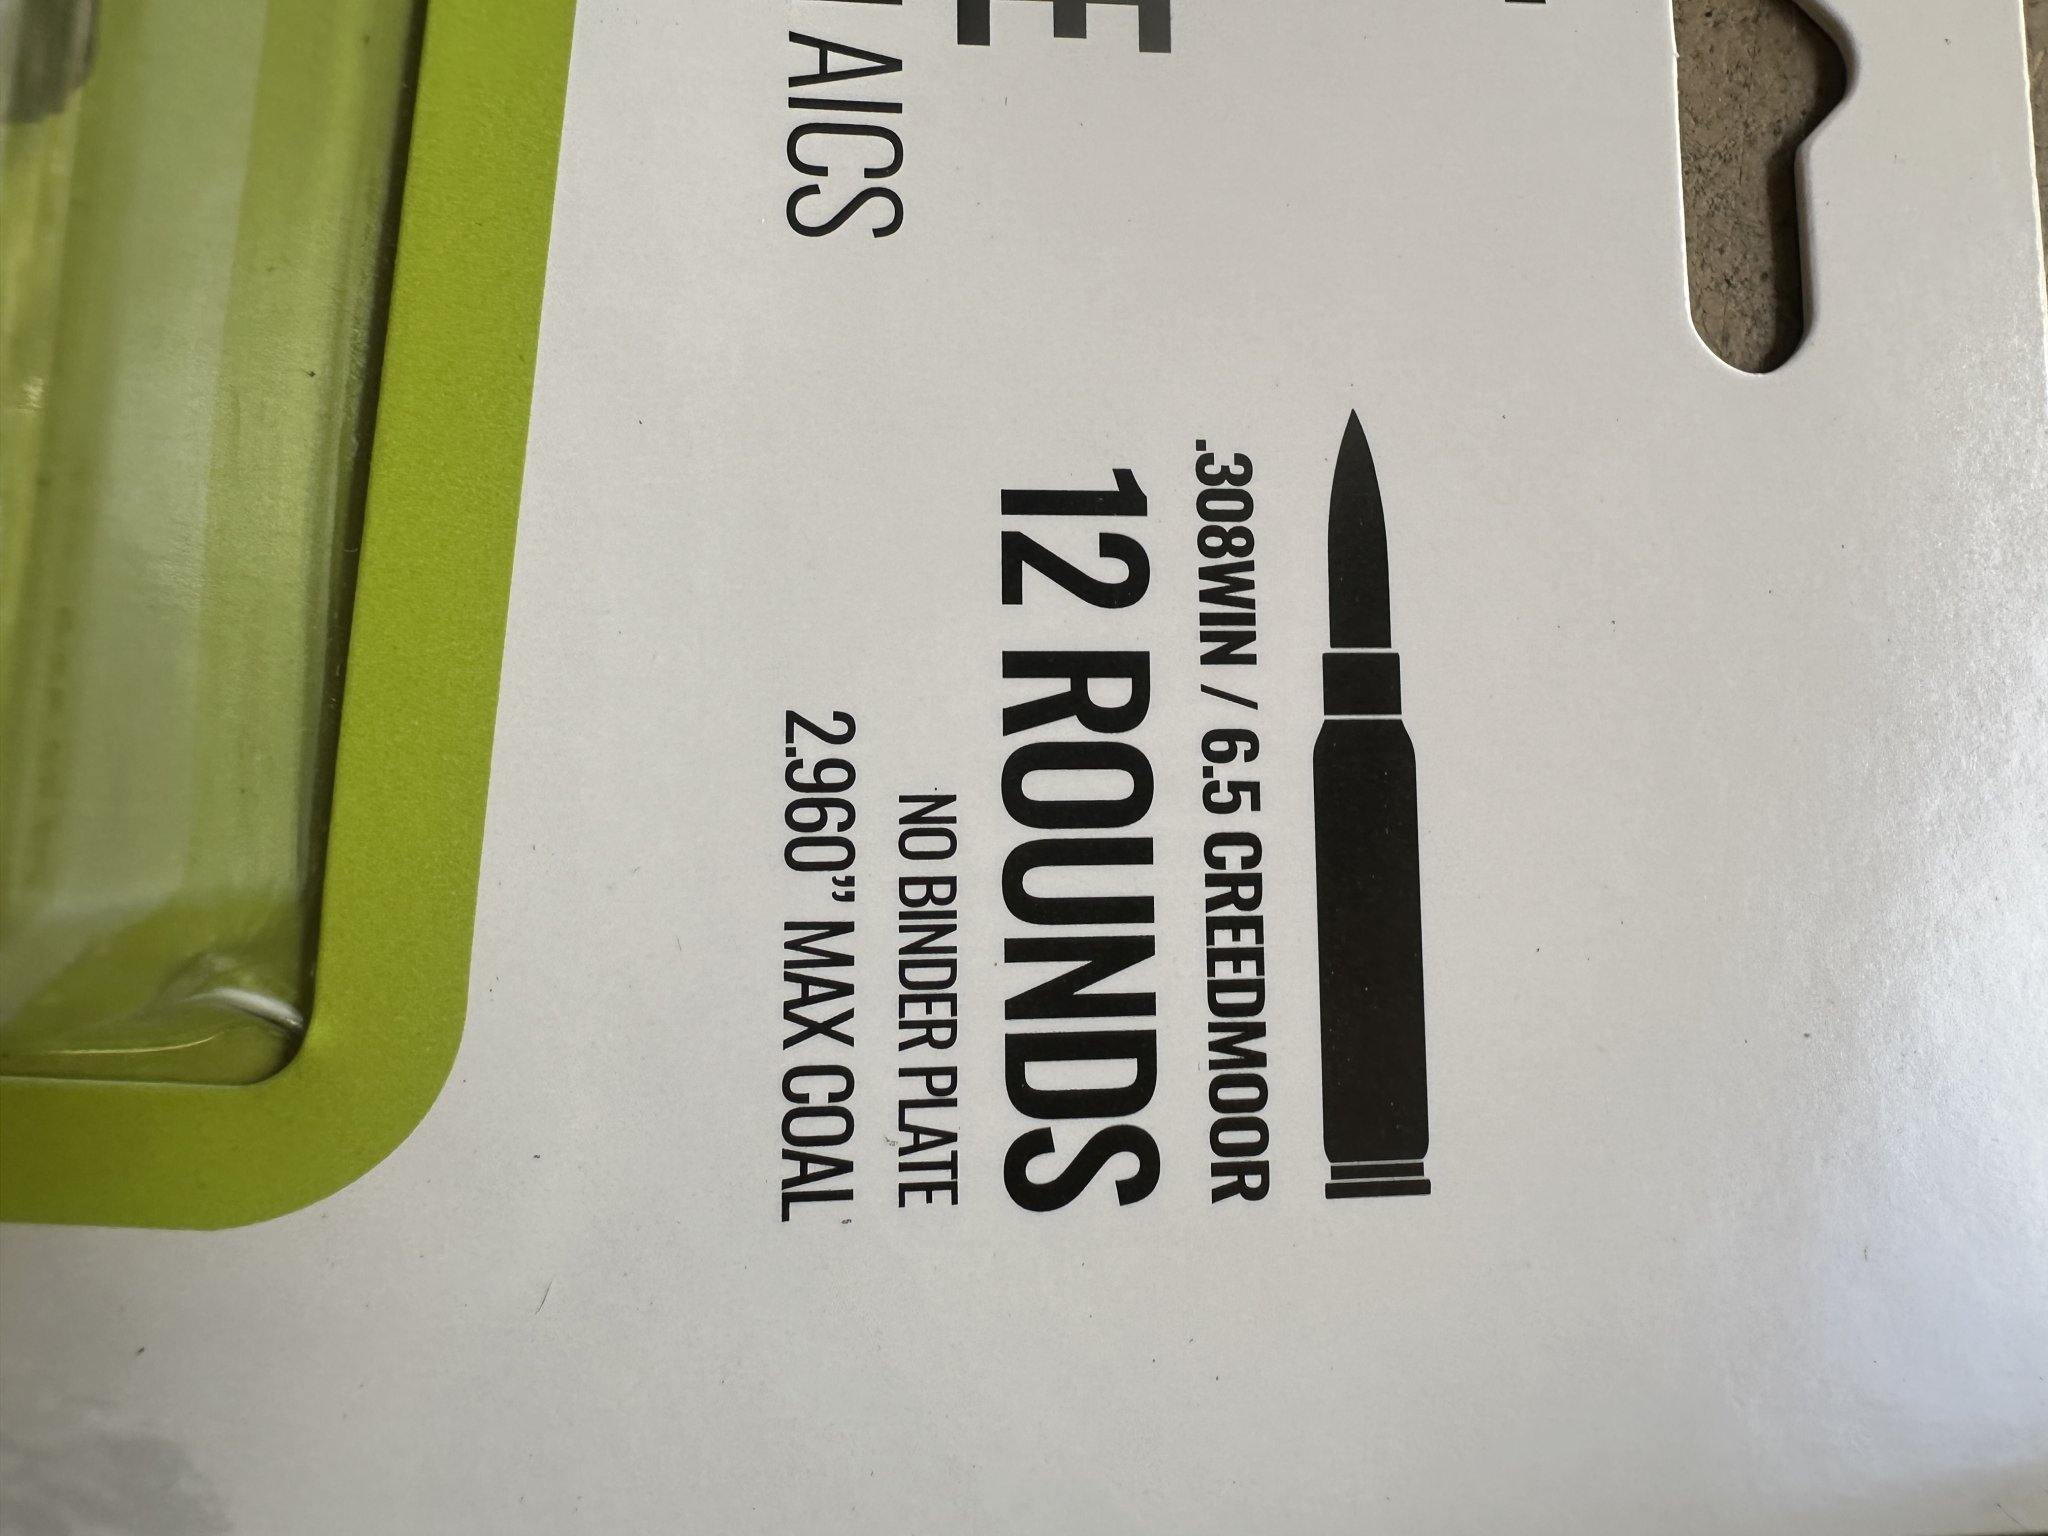 AICS
.308WIN / 6.5 CREEDMOOR
12 ROUNDS
NO BINDER PLATE
2.960” MAX COAL